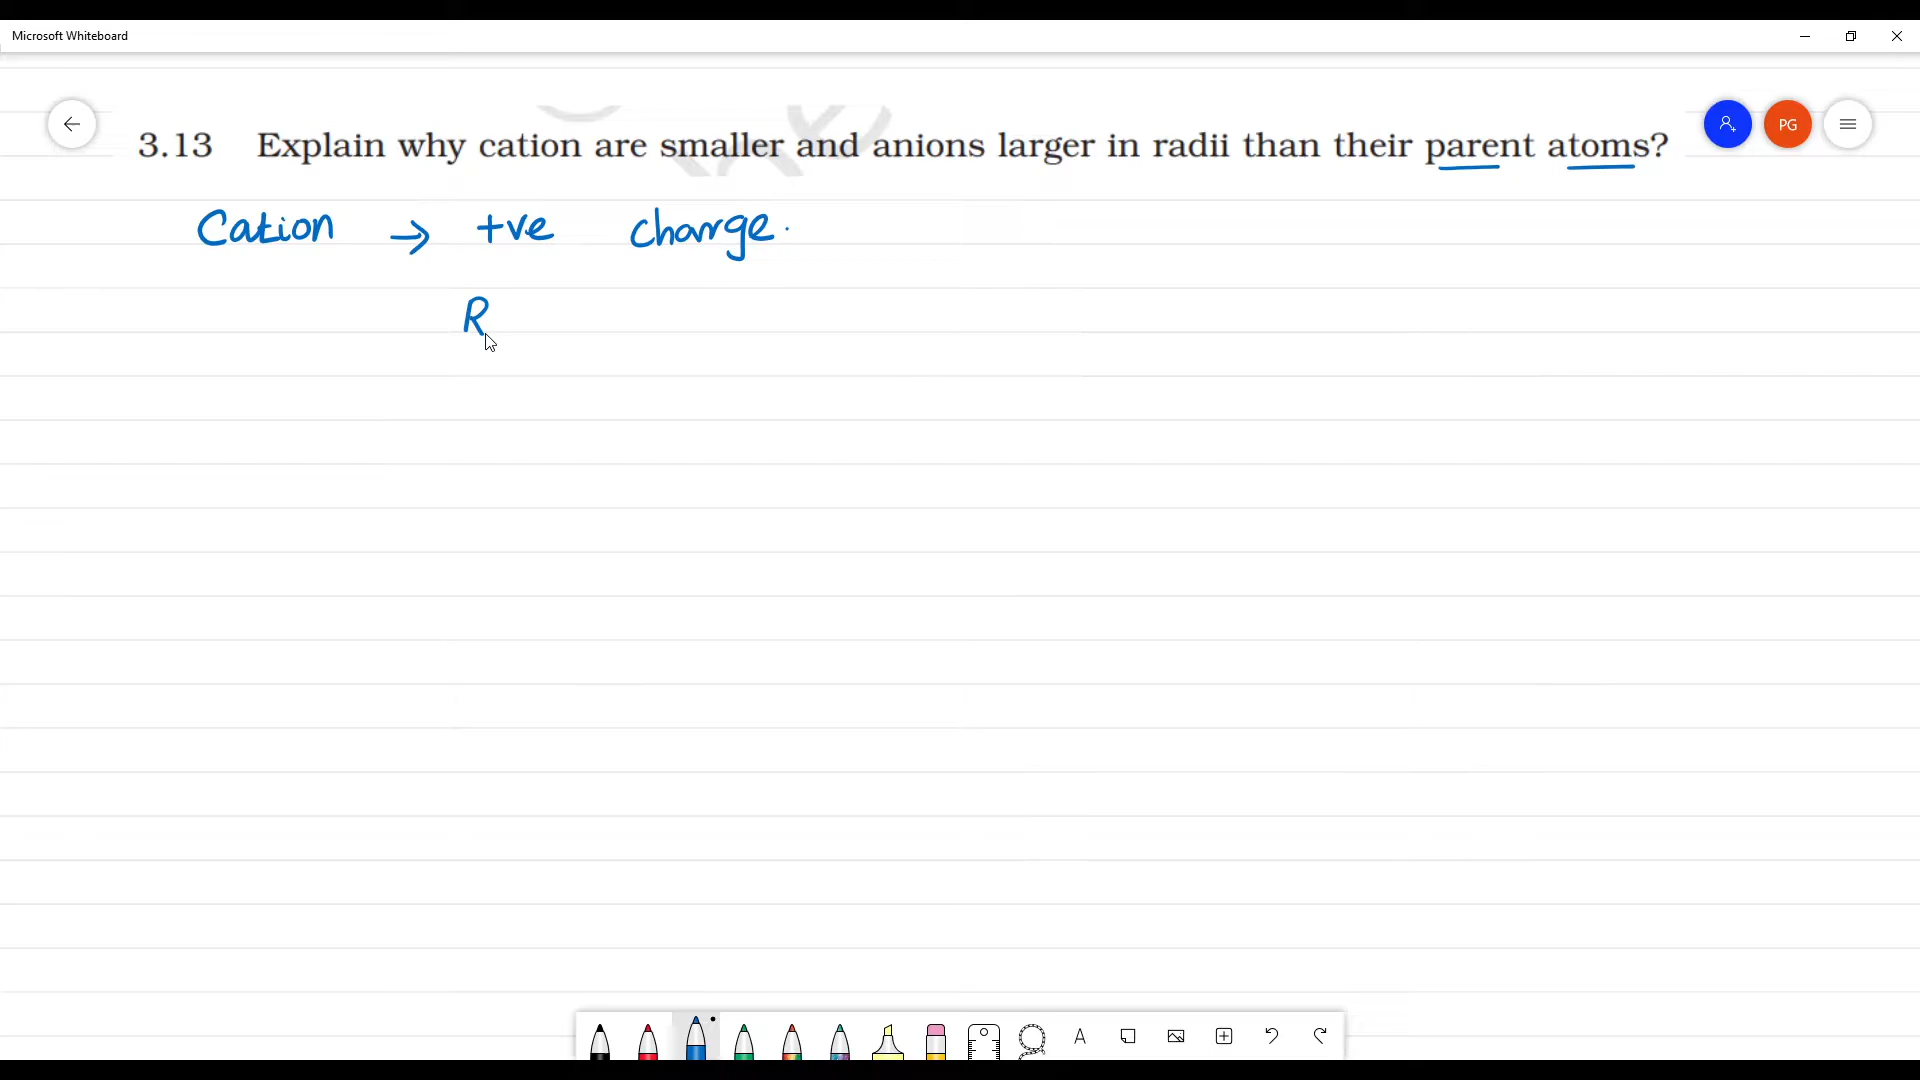 Microsoft Whiteboard
PG
3.13 Explain why cation are smaller and anions larger in radii than their parent atoms?
Cation → +ve charge.
R
A